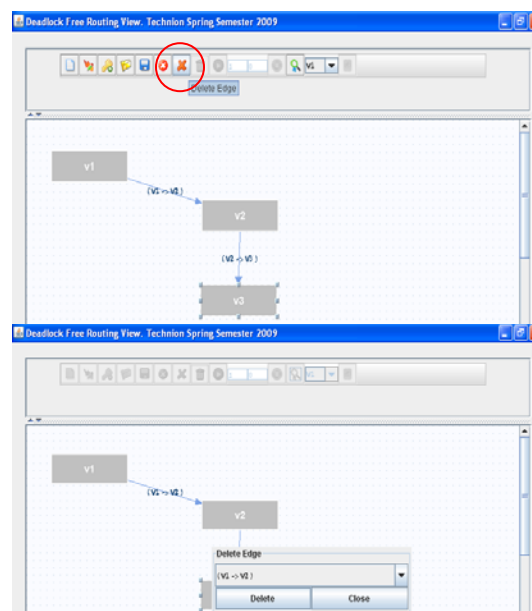 Deadlock Free Routing View. Technion Spring Semester 2009
V1
Delete Edge
v1
(V1 -> V2)
v2
(V2 -> V3)
v3
Deadlock Free Routing View. Technion Spring Semester 2009
v1
(V1 -> V2)
v2
Delete Edge
(V1 -> V2)
Delete Close